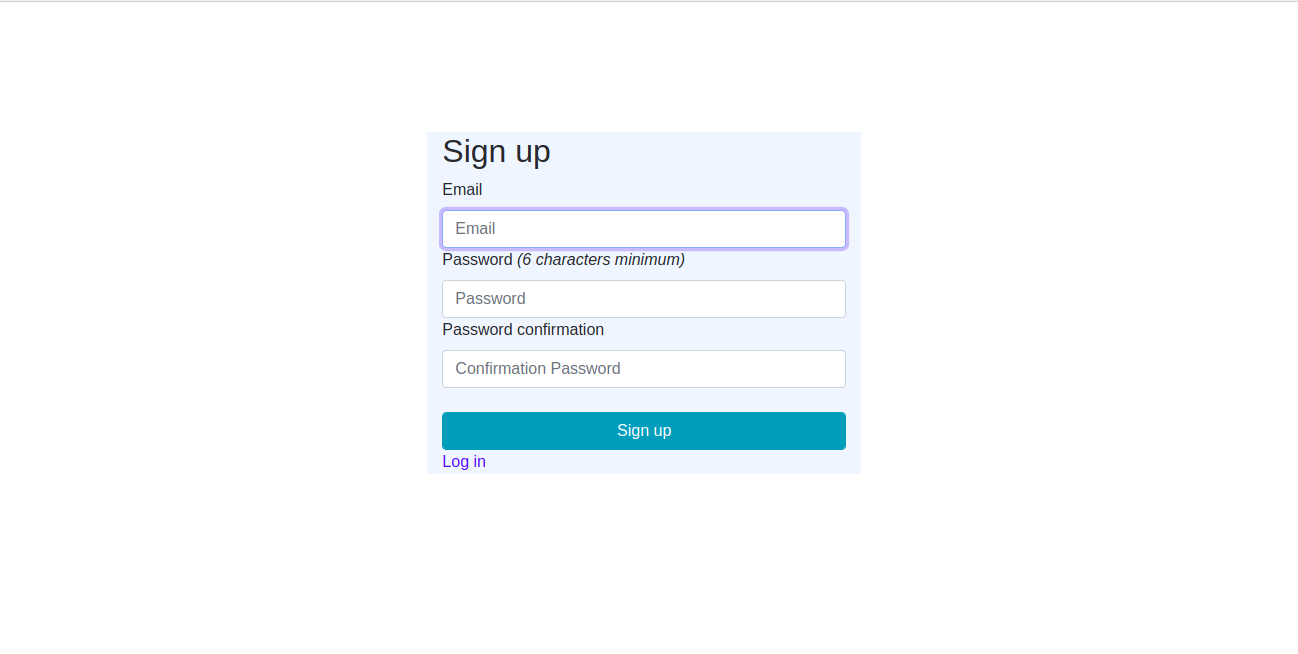 Sign up
Email
Email
Password (6 characters minimum)
Password
Password confirmation
Confirmation Password
Sign up
Log in